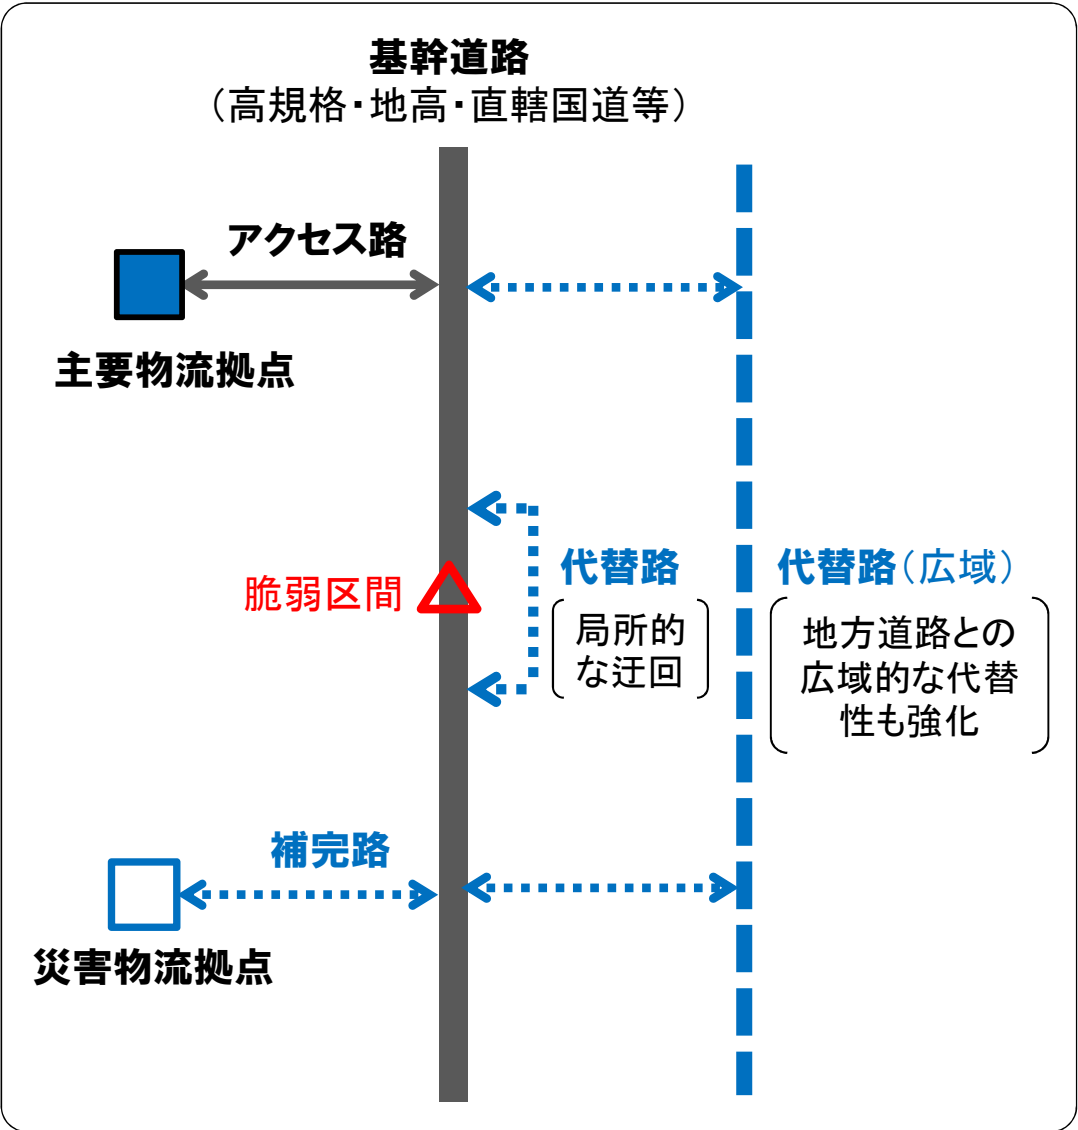 基幹道路
（高規格・地高・直轄国道等）
アクセス路
主要物流拠点
脆弱区間
代替路
局所的
な迂回
代替路（広域）
地方道路との
広域的な代替
性も強化
補完路
災害物流拠点